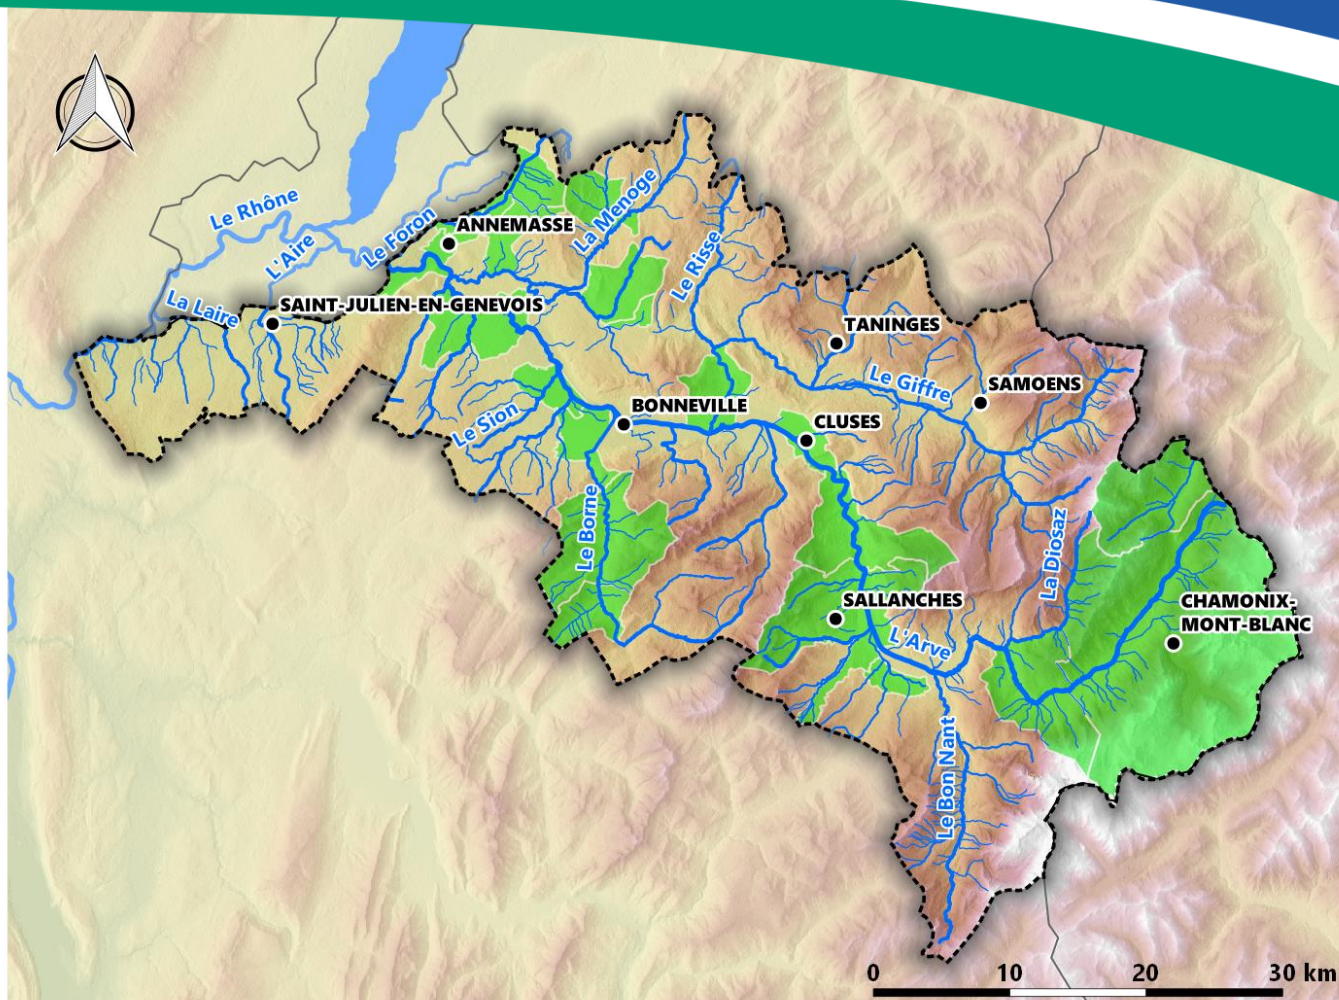 Le Rhône
L'Aire
Le Foron
ANNEMASSE
La Menoge
Le Risse
La Laire
SAINT-JULIEN-EN-GENEVOIS
TANINGES
Le Giffre
SAMOENS
Le Sion
BONNEVILLE
CLUSES
Le Borne
La Diosaz
SALLANCHES
L'Arve
CHAMONIX-
MONT-BLANC
Le Bon Nant
0 10 20 30 km